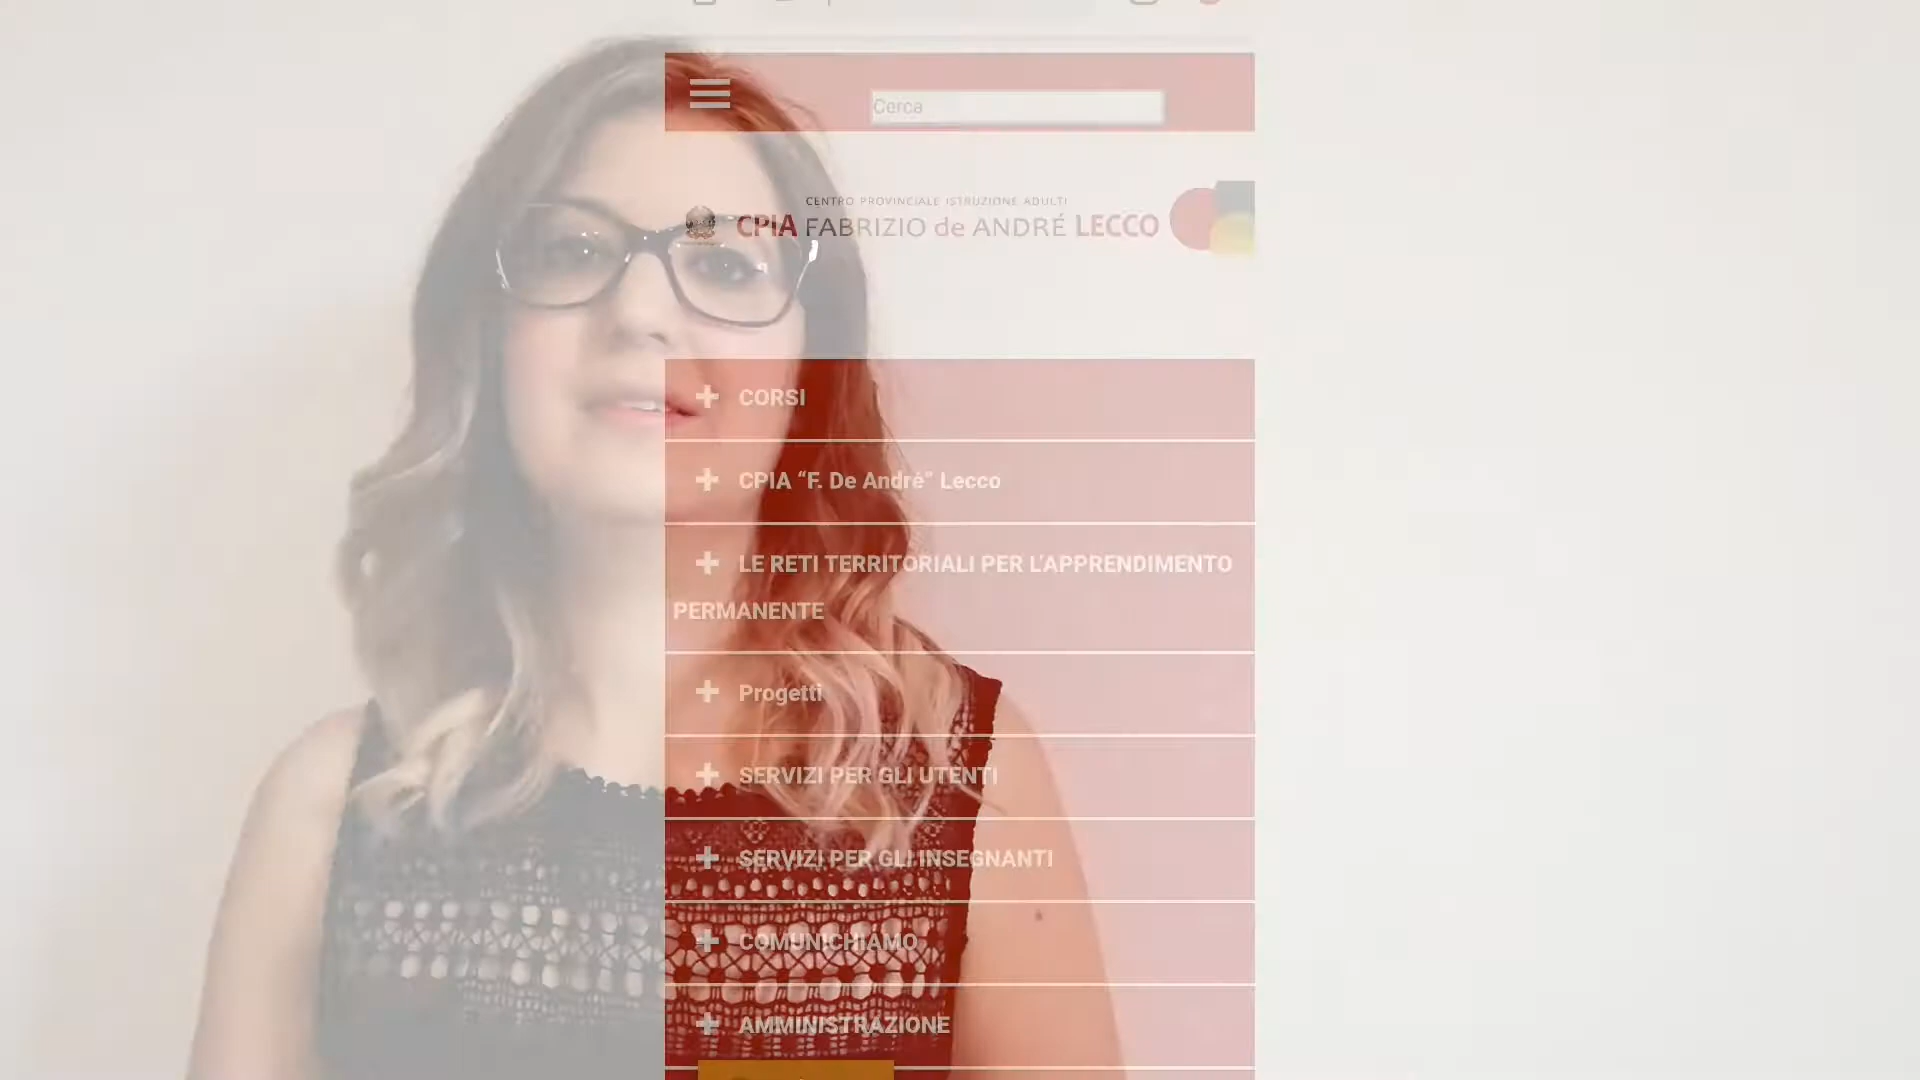 Cerca
CENTRO PROVINCIALE ISTRUZIONE ADULTI
CPIA FABRIZIO de ANDRÉ LECCO
CORSI
CPIA “F. De André” Lecco
LE RETI TERRITORIALI PER L’APPRENDIMENTO
PERMANENTE
Progetti
SERVIZI PER GLI UTENTI
SERVIZI PER GLI INSEGNANTI
COMUNICHIAMO
AMMINISTRAZIONE